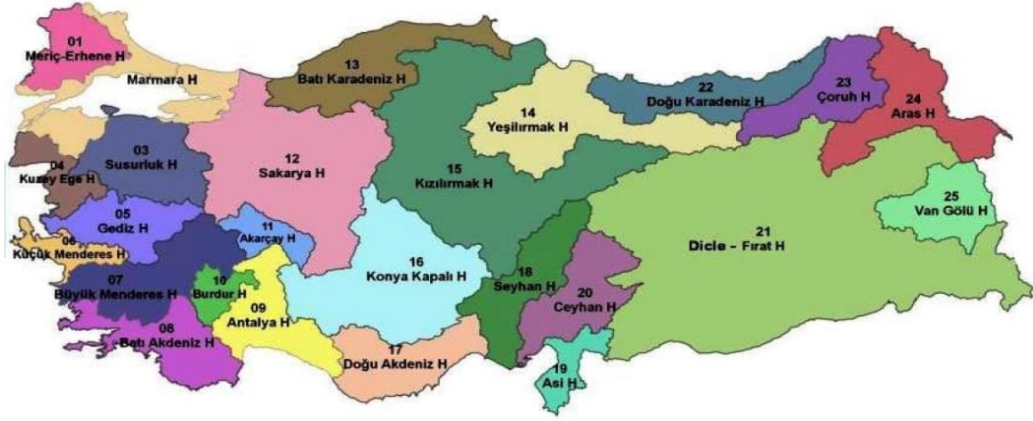 01
Meriç-Erhene H
Marmara H
13
Batı Karadeniz H
22
Doğu Karadeniz H
23
Çoruh H
24
Aras H
14
Yeşilırmak H
03
Susurluk H
04
Kuzey Ege H
12
Sakarya H
15
Kızılırmak H
25
Van Gölü H
05
Gediz H
11
Akarçay H
06
Küçük Menderes H
21
Dicle - Fırat H
16
Konya Kapalı H
18
Seyhan H
07
Büyük Menderes H
10
Burdur H
20
Ceyhan H
09
Antalya H
08
Batı Akdeniz H
17
Doğu Akdeniz H
19
Asi H